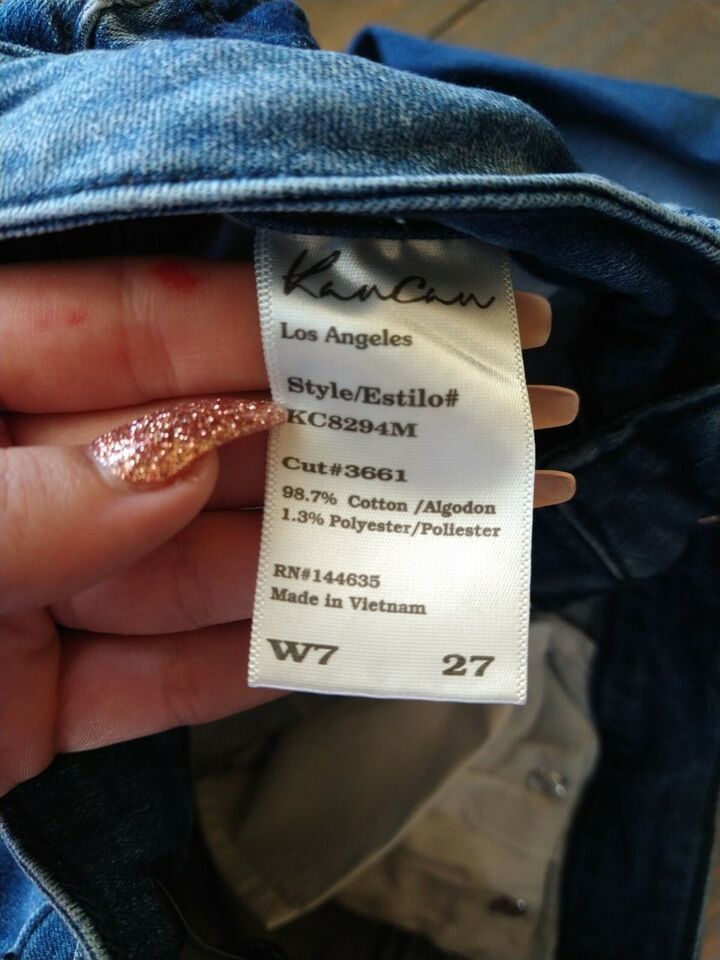 KanCan
Los Angeles
Style/Estilo#
KC8294M
Cut#3661
98.7% Cotton /Algodon
1.3% Polyester/Poliester
RN#144635
Made in Vietnam
W7 27